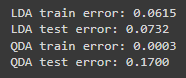 LDA train error: 0.0615
LDA test error: 0.0732
QDA train error: 0.0003
QDA test error: 0.1700